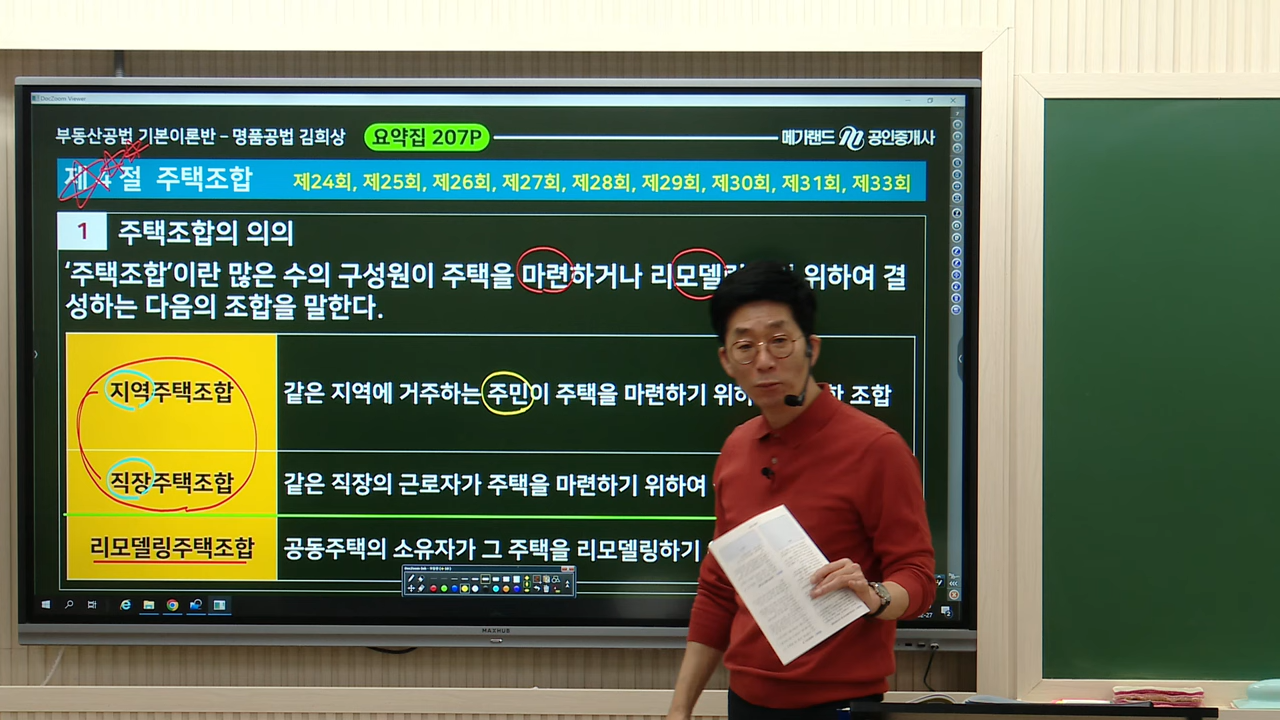 DocZoom Viewer
부동산공법 기본이론반 - 명품공법 김희상
요약집 207P
메가랜드 공인중개사
제4절 주택조합
제24회, 제25회, 제26회, 제27회, 제28회, 제29회, 제30회, 제31회, 제33회
1 주택조합의 의의
'주택조합'이란 많은 수의 구성원이 주택을 마련하거나 리모델 위하여 결
성하는 다음의 조합을 말한다.
지역주택조합 같은 지역에 거주하는 주민이 주택을 마련하기 위하 조합
직장주택조합 같은 직장의 근로자가 주택을 마련하기 위하여
리모델링주택조합 공동주택의 소유자가 그 주택을 리모델링하기
MAXHUB